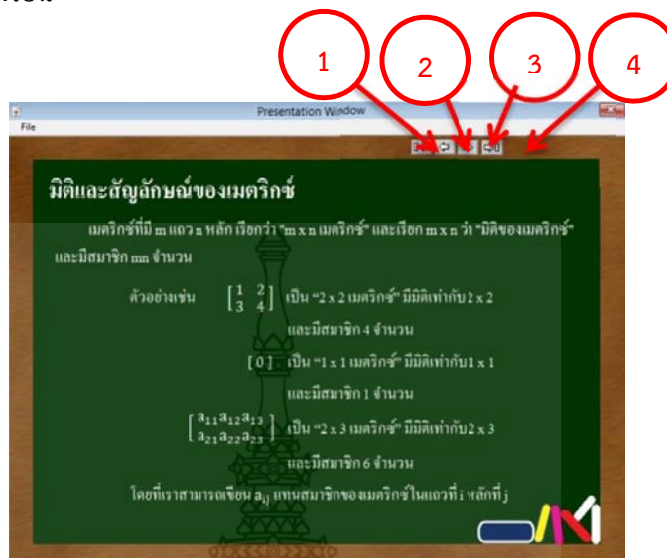 1 2 3 4
Presentation Window
File
มิติและสัญลักษณ์ของเมตริกซ์
เมตริกซ์ที่มี m แถว n หลัก เรียกว่า "m x n เมตริกซ์" และเรียก m x n ว่า "มิติของเมตริกซ์"
และมีสมาชิก mn จำนวน
ตัวอย่างเช่น [1 2 เป็น “2 x 2 เมตริกซ์” มีมิติเท่ากับ2 x 2
3 4]
และมีสมาชิก 4 จำนวน
[0] เป็น “1 x 1 เมตริกซ์” มีมิติเท่ากับ1 x 1
และมีสมาชิก 1 จำนวน
[a₁₁a₁₂a₁₃ เป็น “2 x 3 เมตริกซ์” มีมิติเท่ากับ2 x 3
a₂₁a₂₂a₂₃]
และมีสมาชิก 6 จำนวน
โดยที่เราสามารถเขียน aᵢⱼ แทนสมาชิกของเมตริกซ์ในแถวที่ i หลักที่ j